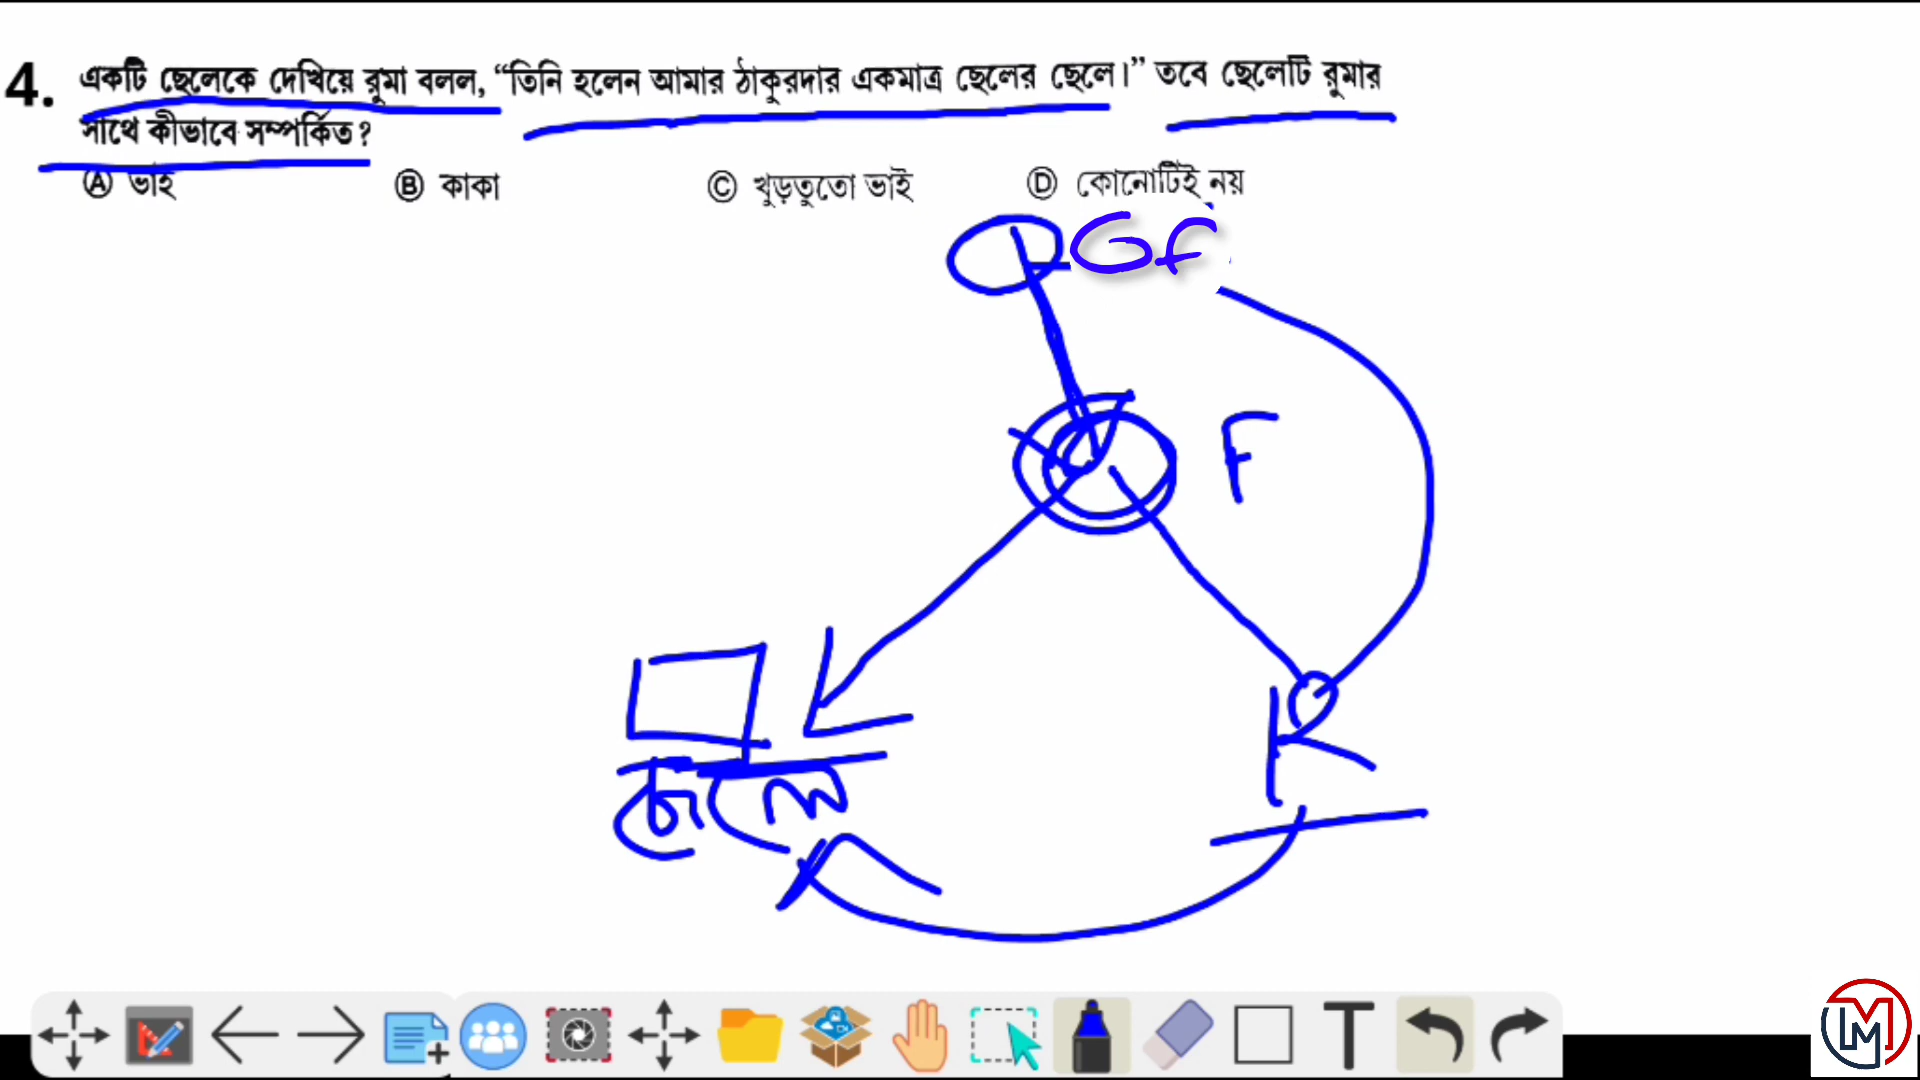 4. একটি ছেলেকে দেখিয়ে রুমা বলল, “তিনি হলেন আমার ঠাকুরদার একমাত্র ছেলের ছেলে।” তবে ছেলেটি রুমার
সাথে কীভাবে সম্পর্কিত?
Ⓐ ভাই Ⓑ কাকা Ⓒ খুড়তুতো ভাই Ⓓ কোনোটিই নয়
Gf
F
R
ছেলে
T